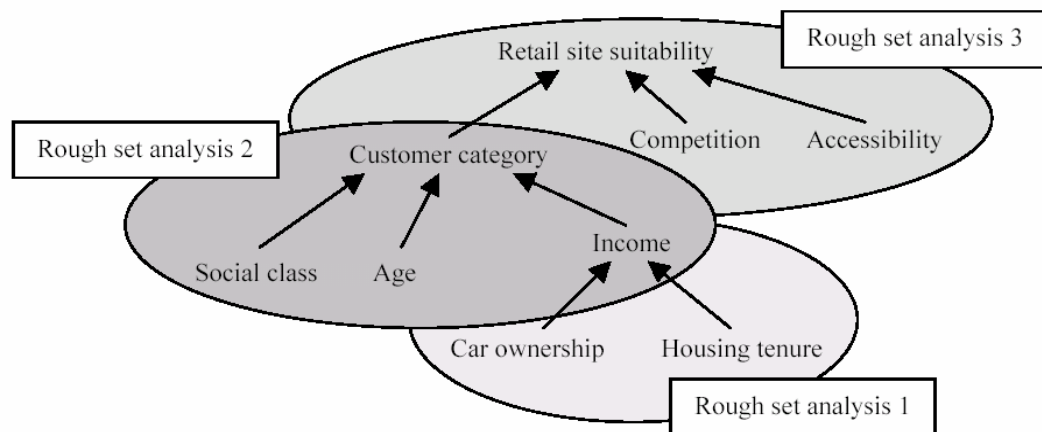 Rough set analysis 3
Retail site suitability
Rough set analysis 2
Customer category
Competition
Accessibility
Social class
Age
Income
Car ownership
Housing tenure
Rough set analysis 1